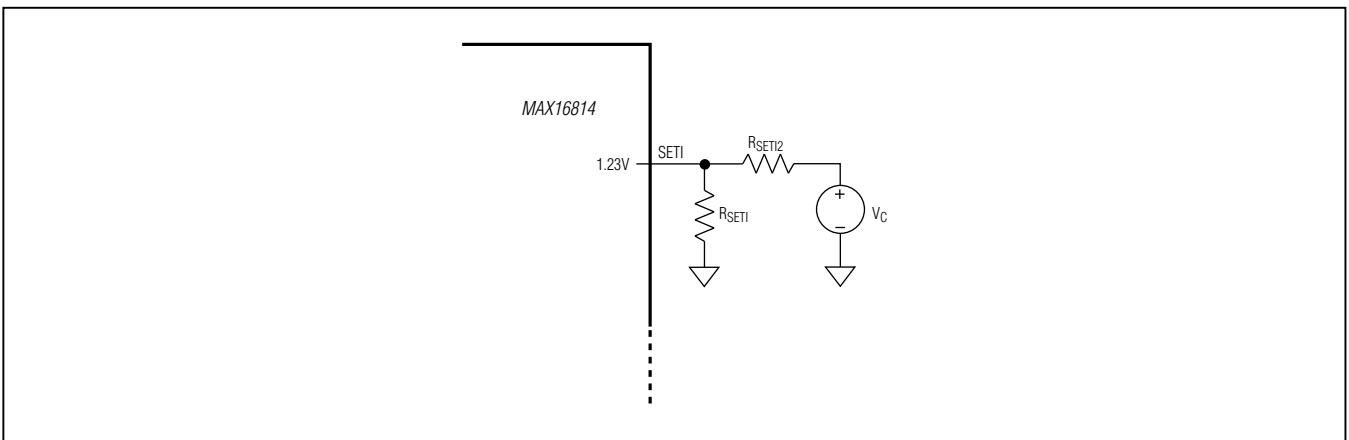 MAX16814
1.23V
SETI
RSETI2
RSETI
+
−
VC